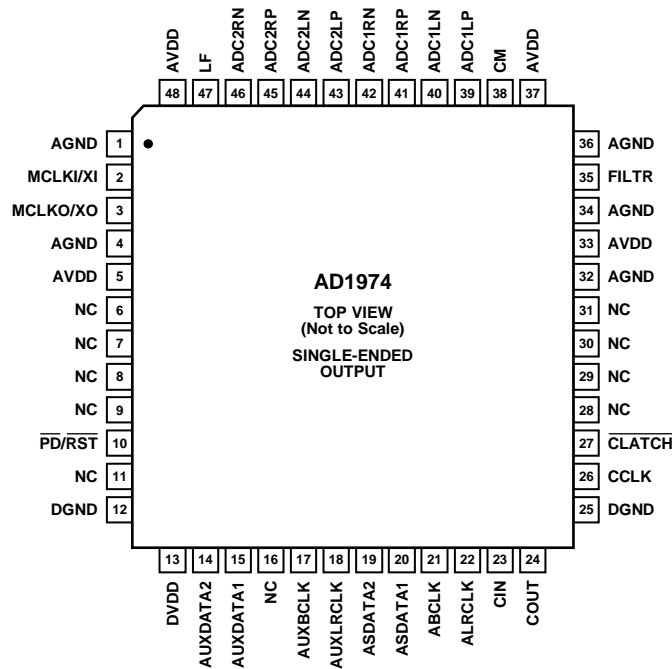 AVDD
LF
ADC2RN
ADC2RP
ADC2LN
ADC2LP
ADC1RN
ADC1RP
ADC1LN
ADC1LP
CM
AVDD
48 47 46 45 44 43 42 41 40 39 38 37
AGND 1
MCLKI/XI 2
MCLKO/XO 3
AGND 4
AVDD 5
NC 6
NC 7
NC 8
NC 9
PD/RST 10
NC 11
DGND 12
AD1974
TOP VIEW
(Not to Scale)
SINGLE-ENDED
OUTPUT
36 AGND
35 FILTR
34 AGND
33 AVDD
32 AGND
31 NC
30 NC
29 NC
28 NC
27 CLATCH
26 CCLK
25 DGND
13 14 15 16 17 18 19 20 21 22 23 24
DVDD
AUXDATA2
AUXDATA1
NC
AUXBCLK
AUXLRCLK
ASDATA2
ASDATA1
ABCLK
ALRCLK
CIN
COUT